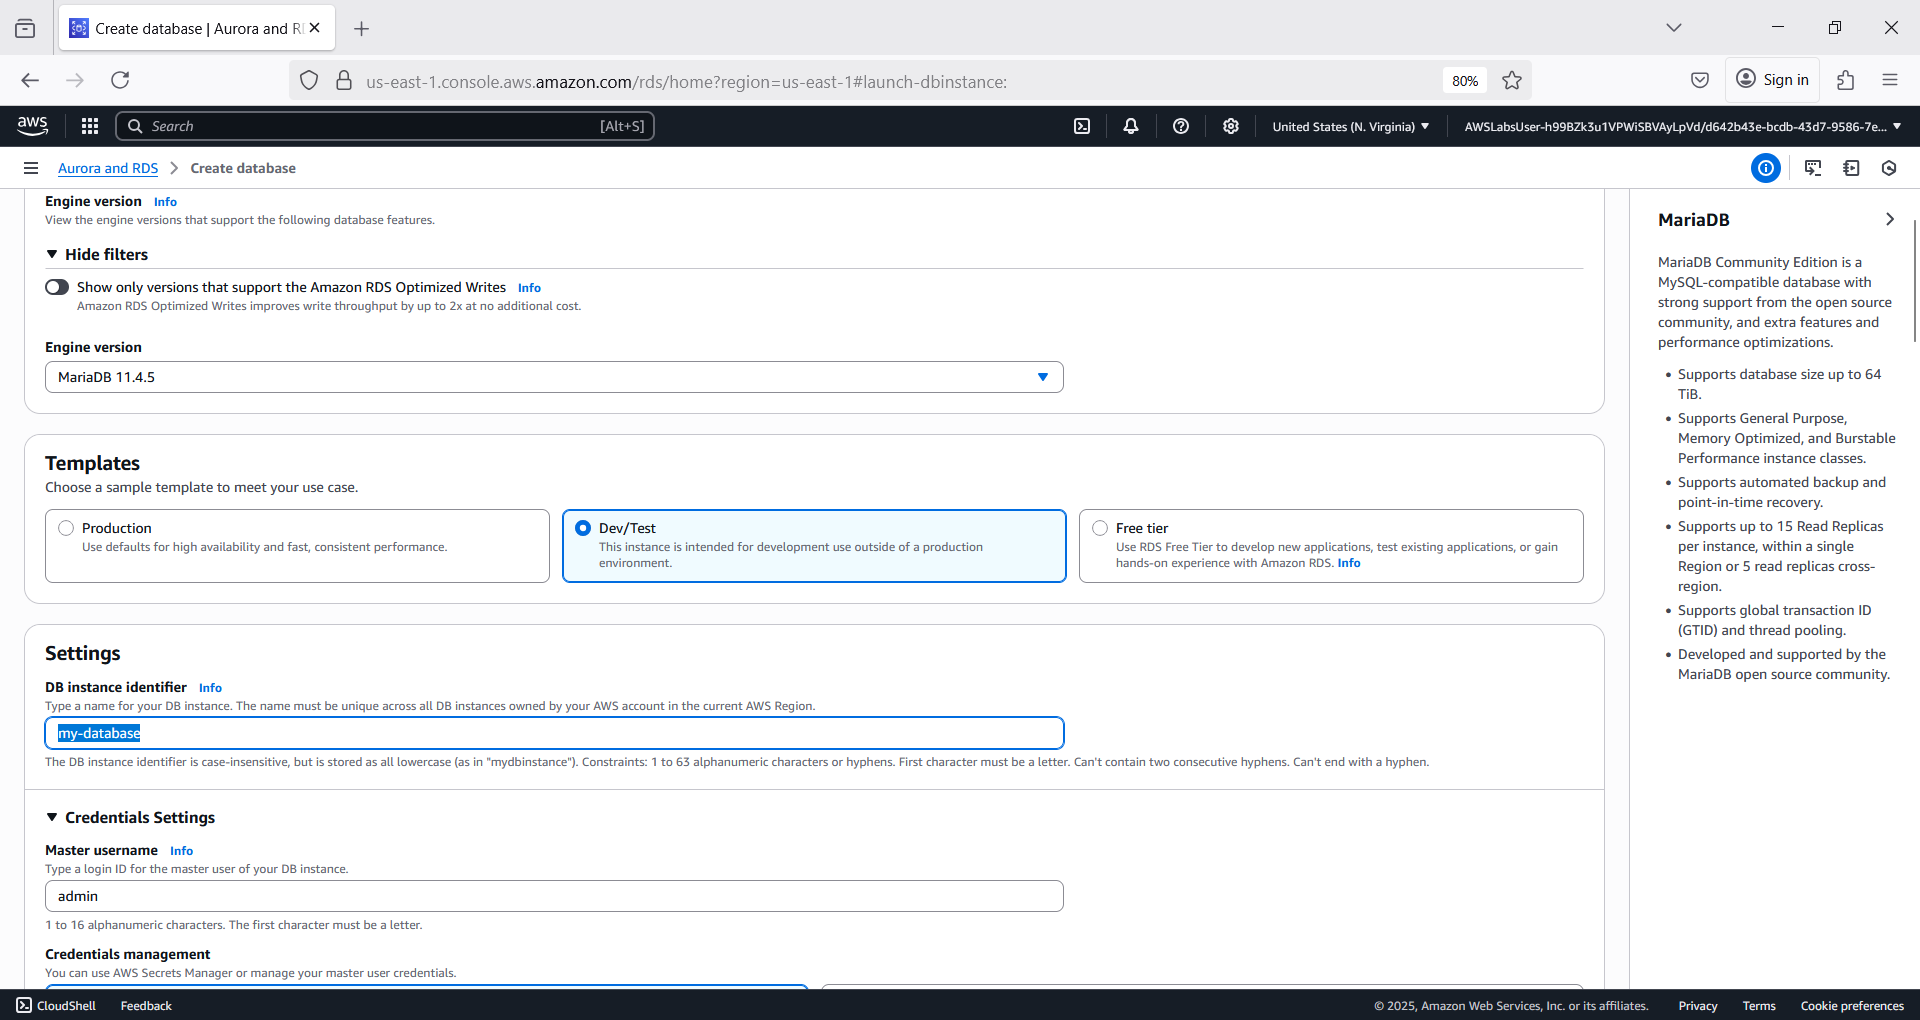 Create database | Aurora and R
us-east-1.console.aws.amazon.com/rds/home?region=us-east-1#launch-dbinstance:
80%
Sign in
aws
Search
[Alt+S]
United States (N. Virginia)
AWSLabsUser-h99BZk3u1VPWiSBVAyLpVd/d642b43e-bcdb-43d7-9586-7e...
Aurora and RDS
Create database
Engine version Info
View the engine versions that support the following database features.
Hide filters
Show only versions that support the Amazon RDS Optimized Writes Info
Amazon RDS Optimized Writes improves write throughput by up to 2x at no additional cost.
Engine version
MariaDB 11.4.5
Templates
Choose a sample template to meet your use case.
Production
Use defaults for high availability and fast, consistent performance.
Dev/Test
This instance is intended for development use outside of a production
environment.
Free tier
Use RDS Free Tier to develop new applications, test existing applications, or gain
hands-on experience with Amazon RDS. Info
Settings
DB instance identifier Info
Type a name for your DB instance. The name must be unique across all DB instances owned by your AWS account in the current AWS Region.
my-database
The DB instance identifier is case-insensitive, but is stored as all lowercase (as in "mydbinstance"). Constraints: 1 to 63 alphanumeric characters or hyphens. First character must be a letter. Can't contain two consecutive hyphens. Can't end with a hyphen.
Credentials Settings
Master username Info
Type a login ID for the master user of your DB instance.
admin
1 to 16 alphanumeric characters. The first character must be a letter.
Credentials management
You can use AWS Secrets Manager or manage your master user credentials.
MariaDB
MariaDB Community Edition is a
MySQL-compatible database with
strong support from the open source
community, and extra features and
performance optimizations.
• Supports database size up to 64
TiB.
• Supports General Purpose,
Memory Optimized, and Burstable
Performance instance classes.
• Supports automated backup and
point-in-time recovery.
• Supports up to 15 Read Replicas
per instance, within a single
Region or 5 read replicas cross-
region.
• Supports global transaction ID
(GTID) and thread pooling.
• Developed and supported by the
MariaDB open source community.
CloudShell
Feedback
© 2025, Amazon Web Services, Inc. or its affiliates.
Privacy
Terms
Cookie preferences